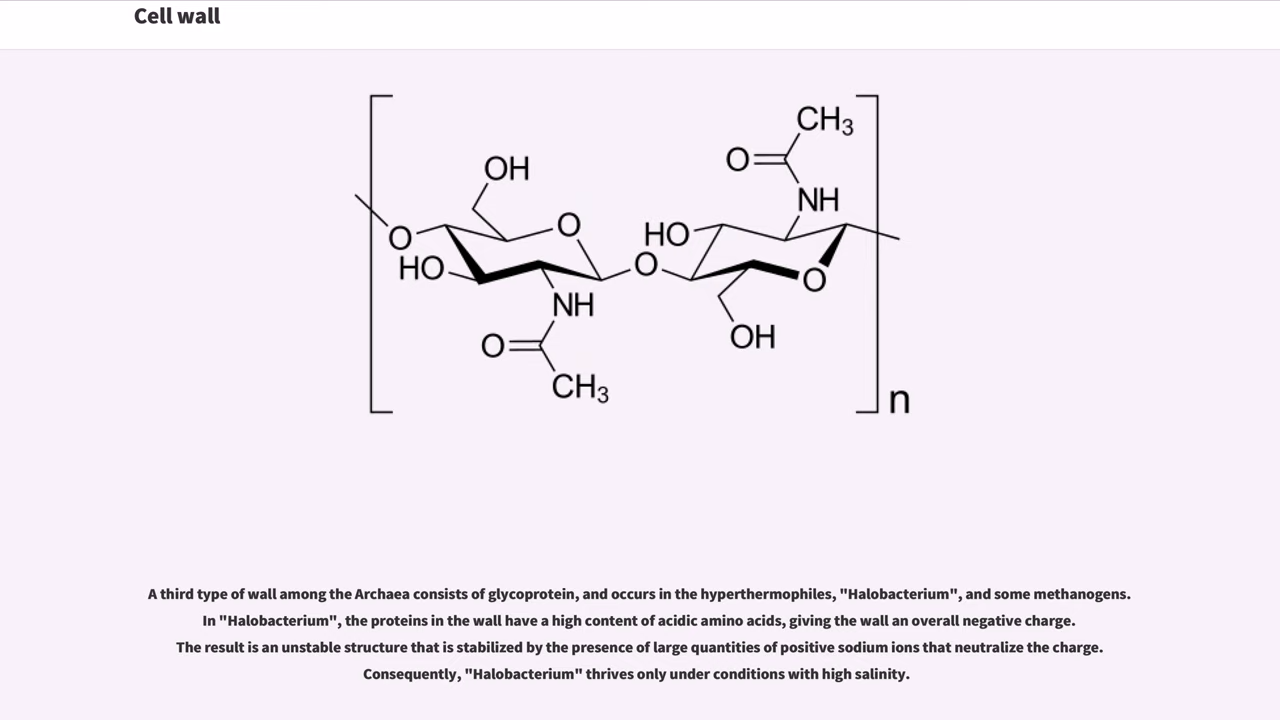 Cell wall
CH3
O
OH
NH
O
HO
O
O
HO
O
O
NH
OH
O
CH3
n
A third type of wall among the Archaea consists of glycoprotein, and occurs in the hyperthermophiles, "Halobacterium", and some methanogens.
In "Halobacterium", the proteins in the wall have a high content of acidic amino acids, giving the wall an overall negative charge.
The result is an unstable structure that is stabilized by the presence of large quantities of positive sodium ions that neutralize the charge.
Consequently, "Halobacterium" thrives only under conditions with high salinity.